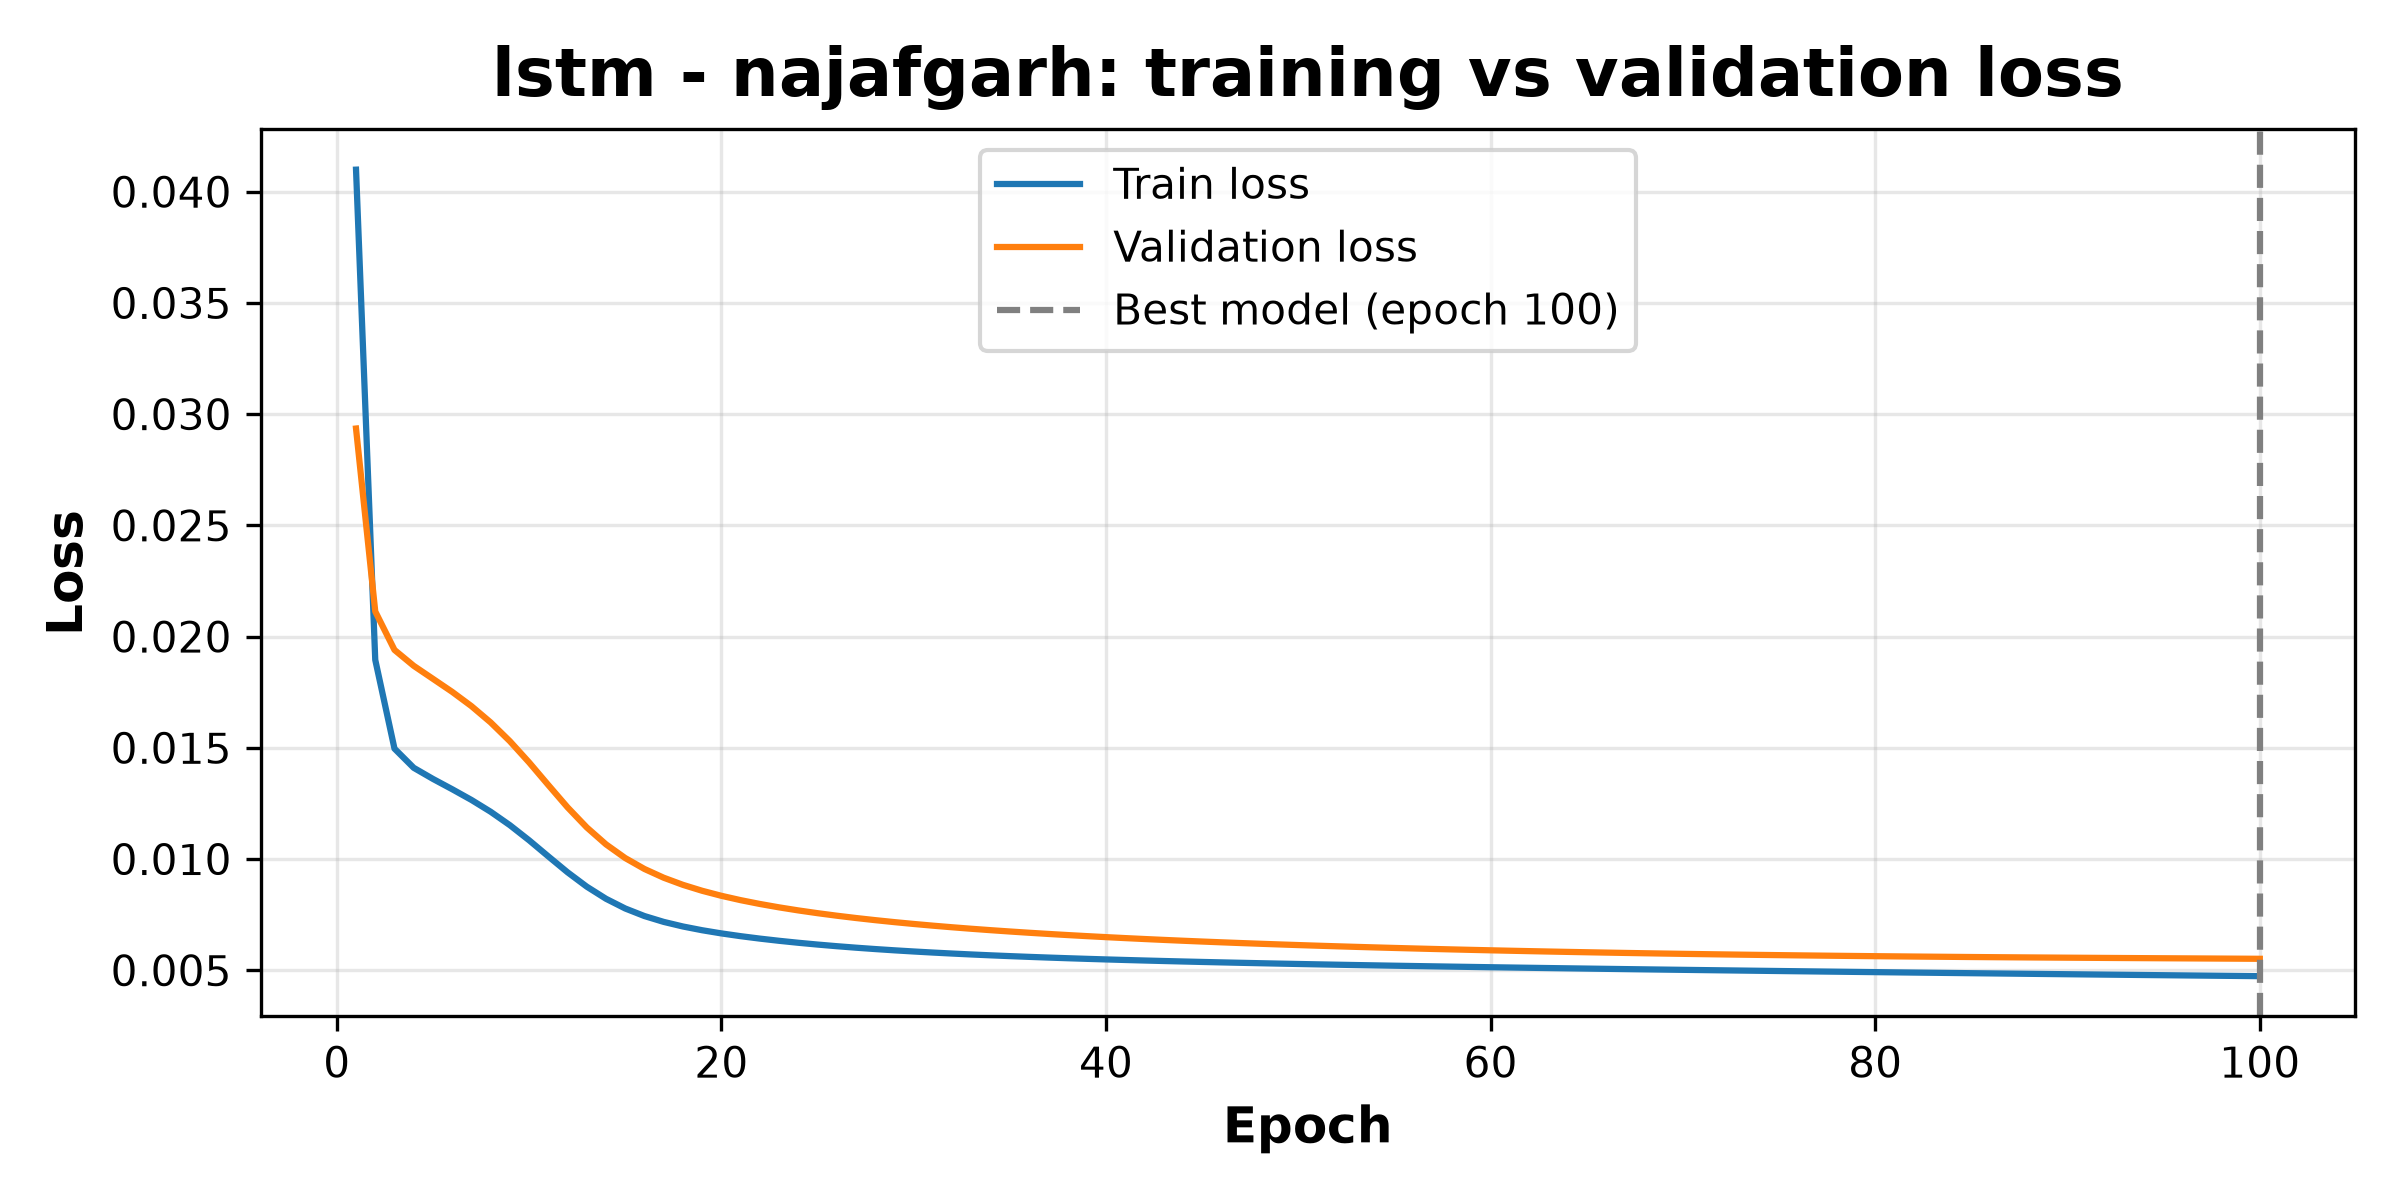 lstm - najafgarh: training vs validation loss
Train loss
Validation loss
Best model (epoch 100)
0.040
0.035
0.030
0.025
0.020
0.015
0.010
0.005
Loss
0 20 40 60 80 100
Epoch